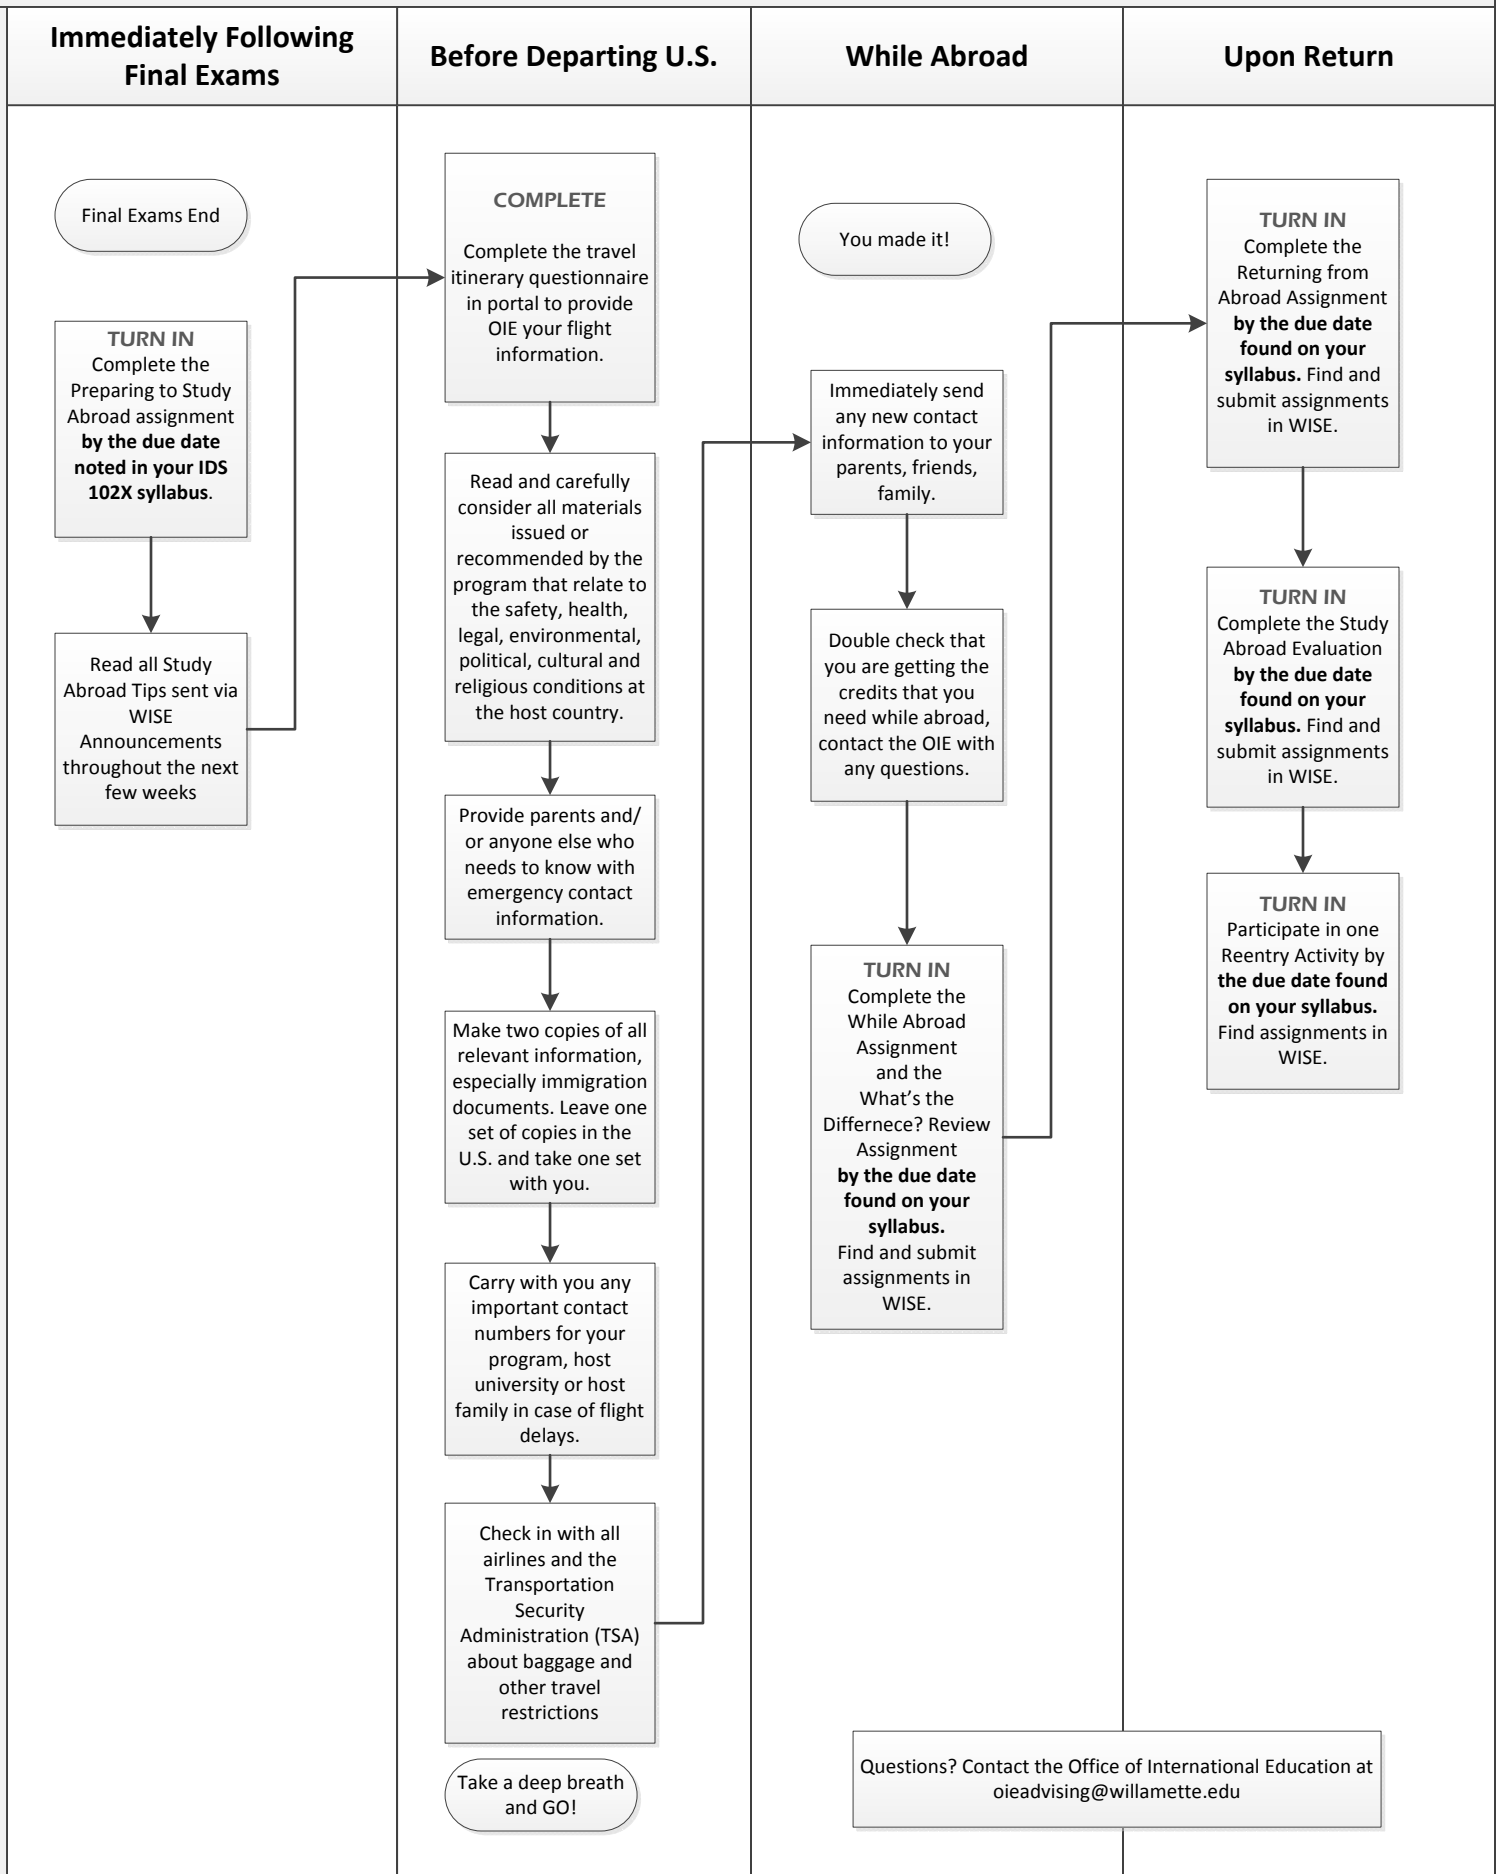 Immediately Following
Final Exams
Before Departing U.S.
While Abroad
Upon Return
Final Exams End
TURN IN
Complete the
Preparing to Study
Abroad assignment
by the due date
noted in your IDS
102X syllabus.
Read all Study
Abroad Tips sent via
WISE
Announcements
throughout the next
few weeks
COMPLETE
Complete the travel
itinerary questionnaire
in portal to provide
OIE your flight
information.
Read and carefully
consider all materials
issued or
recommended by the
program that relate to
the safety, health,
legal, environmental,
political, cultural and
religious conditions at
the host country.
Provide parents and/
or anyone else who
needs to know with
emergency contact
information.
Make two copies of all
relevant information,
especially immigration
documents. Leave one
set of copies in the
U.S. and take one set
with you.
Carry with you any
important contact
numbers for your
program, host
university or host
family in case of flight
delays.
Check in with all
airlines and the
Transportation
Security
Administration (TSA)
about baggage and
other travel
restrictions
Take a deep breath
and GO!
You made it!
Immediately send
any new contact
information to your
parents, friends,
family.
Double check that
you are getting the
credits that you
need while abroad,
contact the OIE with
any questions.
TURN IN
Complete the
While Abroad
Assignment
and the
What's the
Differnece? Review
Assignment
by the due date
found on your
syllabus.
Find and submit
assignments in
WISE.
TURN IN
Complete the
Returning from
Abroad Assignment
by the due date
found on your
syllabus. Find and
submit assignments
in WISE.
TURN IN
Complete the Study
Abroad Evaluation
by the due date
found on your
syllabus. Find and
submit assignments
in WISE.
TURN IN
Participate in one
Reentry Activity by
the due date found
on your syllabus.
Find assignments in
WISE.
Questions? Contact the Office of International Education at
oieadvising@willamette.edu